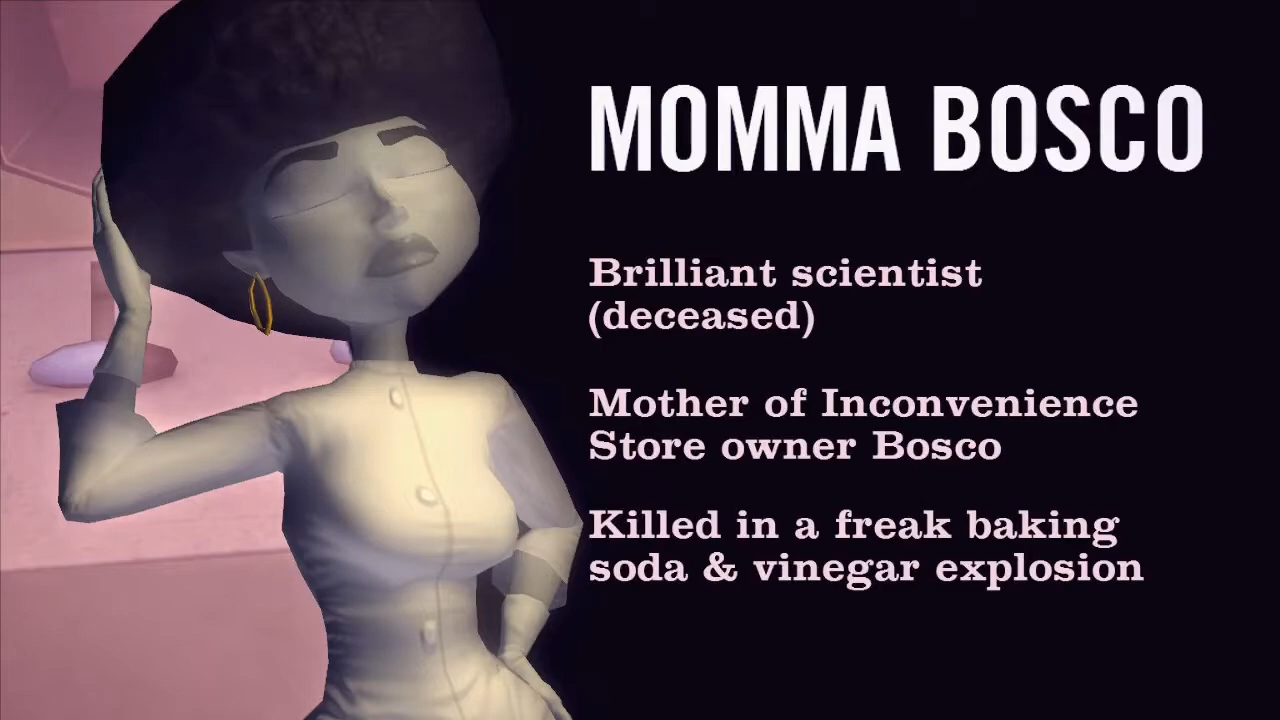 MOMMA BOSCO
Brilliant scientist
(deceased)
Mother of Inconvenience
Store owner Bosco
Killed in a freak baking
soda & vinegar explosion